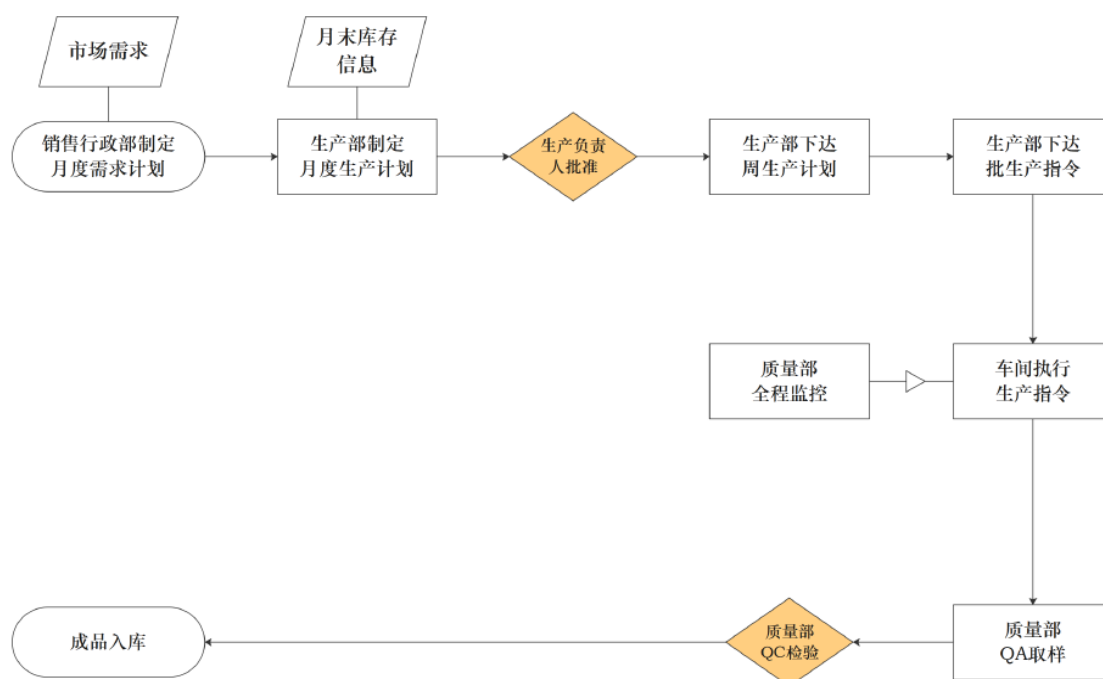 市场需求
月末库存
信息
销售行政部制定
月度需求计划
生产部制定
月度生产计划
生产负责
人批准
生产部下达
周生产计划
生产部下达
批生产指令
质量部
全程监控
车间执行
生产指令
成品入库
质量部
QC检验
质量部
QA取样